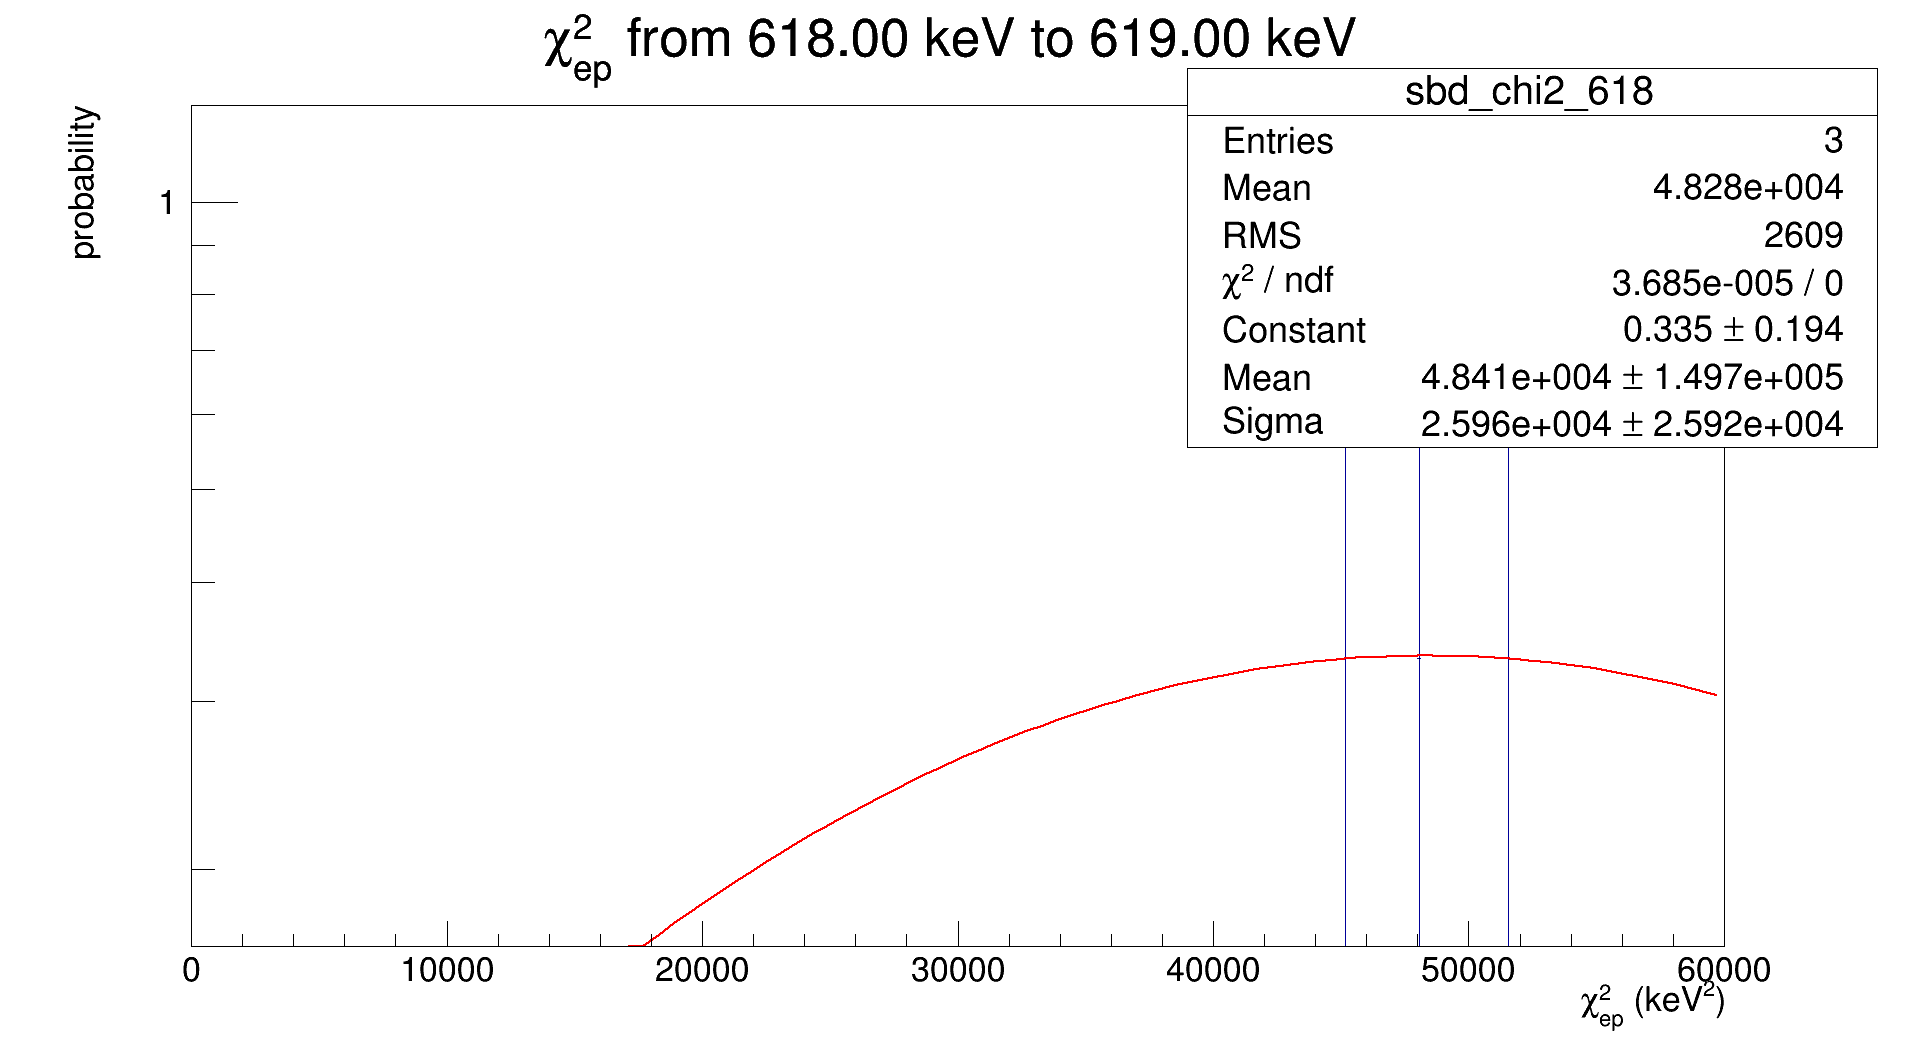 χ²ep from 618.00 keV to 619.00 keV
sbd_chi2_618
Entries 3
Mean 4.828e+004
RMS 2609
χ² / ndf 3.685e-005 / 0
Constant 0.335 ± 0.194
Mean 4.841e+004 ± 1.497e+005
Sigma 2.596e+004 ± 2.592e+004
probability
1
0 10000 20000 30000 40000 50000 60000
χ²ep (keV²)